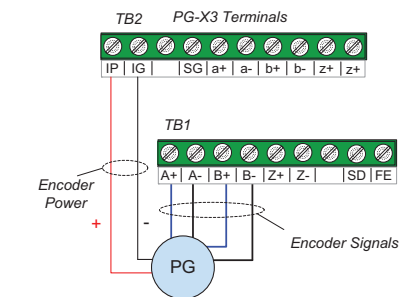 TB2 PG-X3 Terminals
IP IG SG a+ a- b+ b- z+ z+
TB1
A+ A- B+ B- Z+ Z- SD FE
Encoder
Power
+ -
Encoder Signals
PG